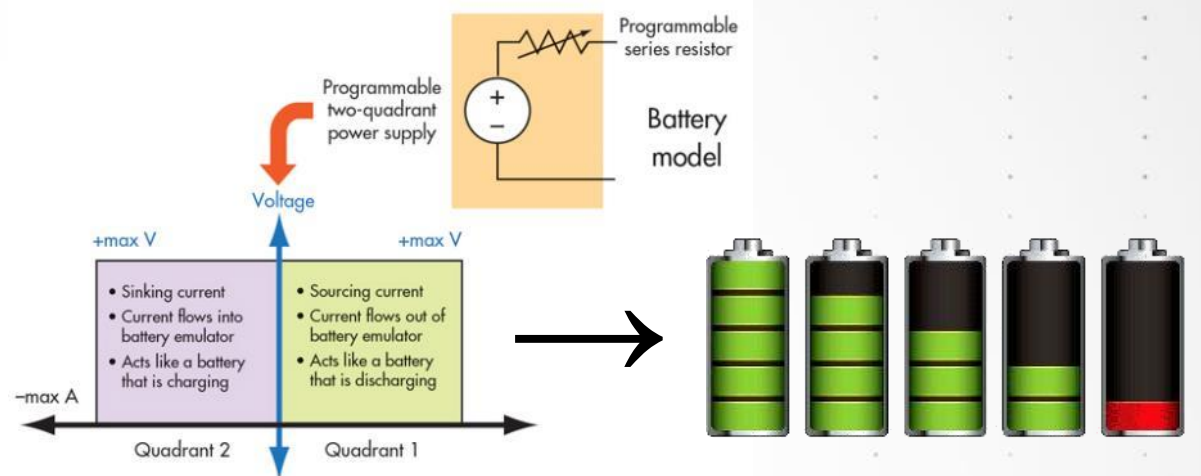 Programmable
series resistor
Programmable
two-quadrant
power supply
+
−
Battery
model
Voltage
+max V
+max V
• Sinking current
• Current flows into
battery emulator
• Acts like a battery
that is charging
• Sourcing current
• Current flows out of
battery emulator
• Acts like a battery
that is discharging
−max A
Quadrant 2
Quadrant 1